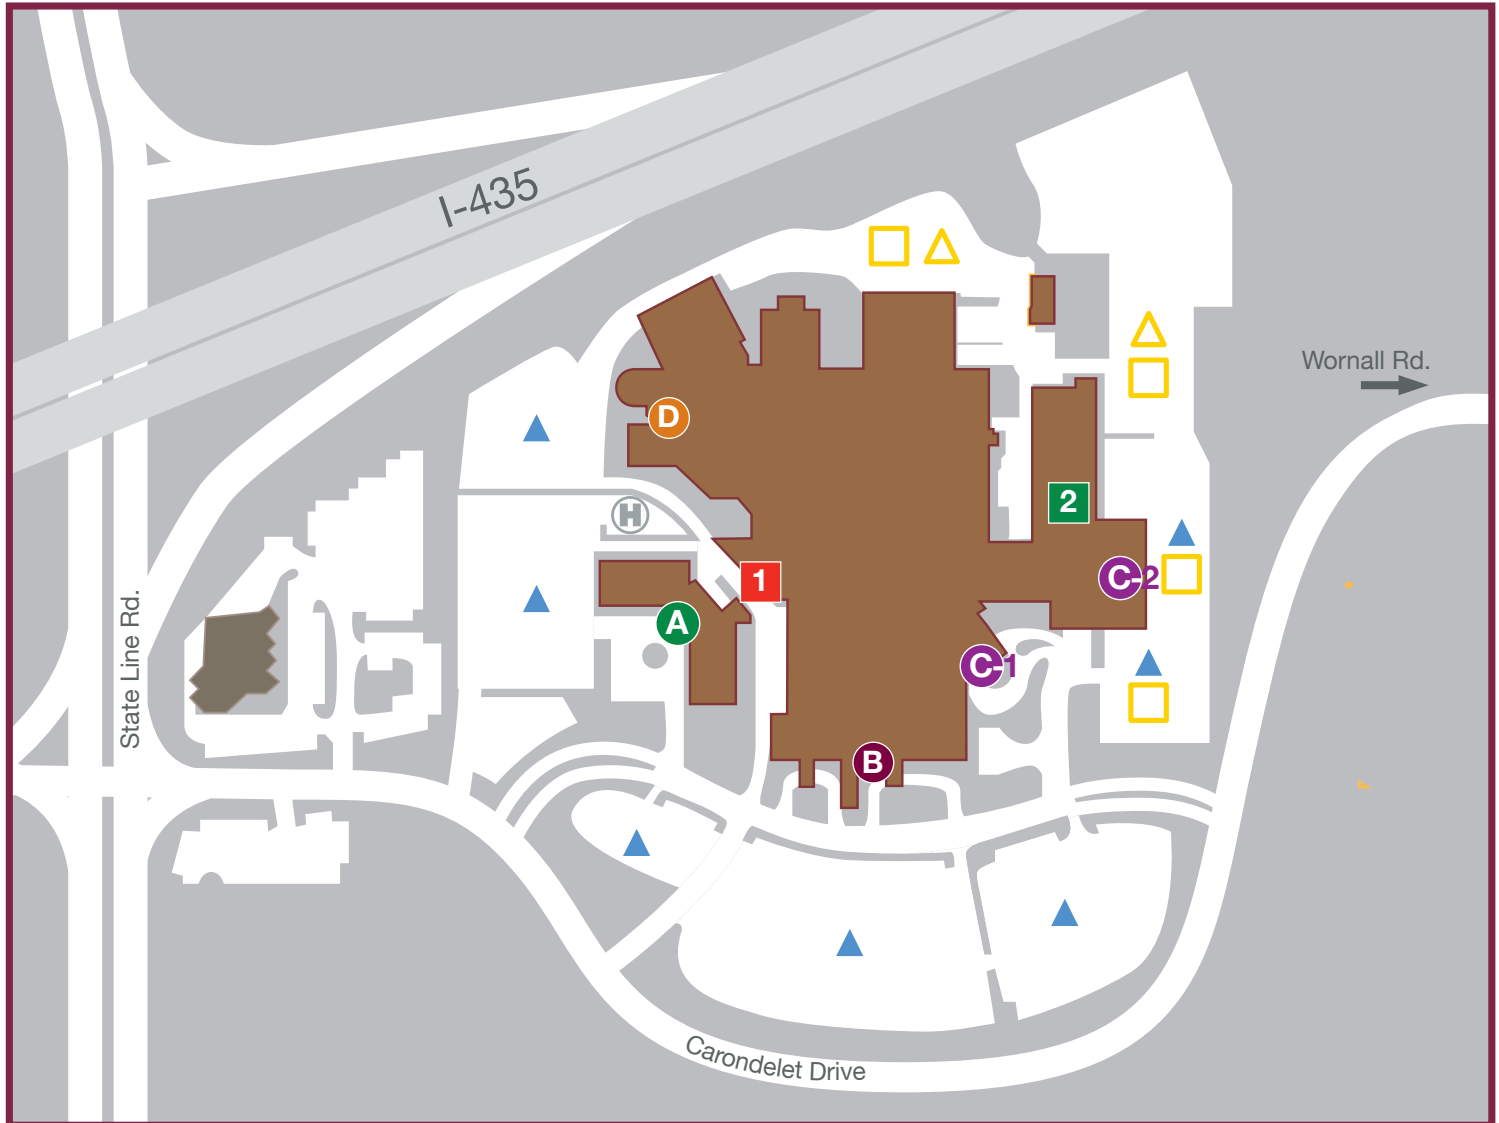 I-435
Wornall Rd.
D
2
H
1
C-2
A
State Line Rd.
C-1
B
Carondelet Drive